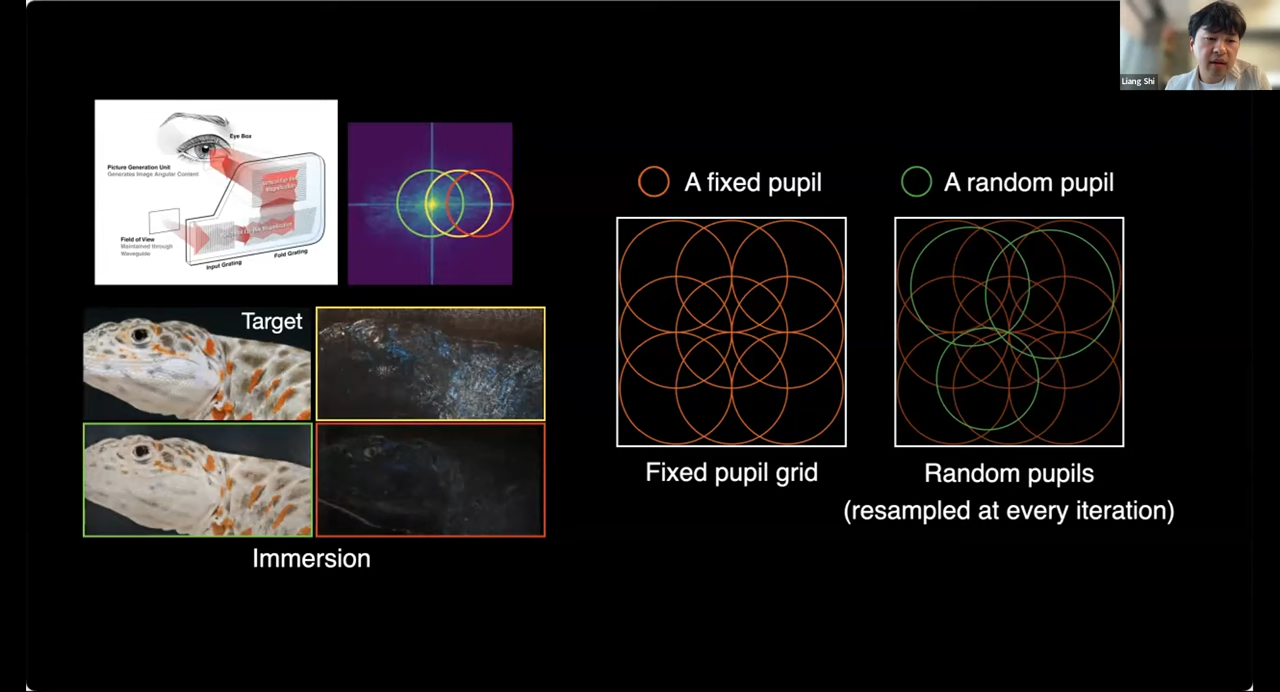 Liang Shi
Eye Box
Picture Generation Unit
Generates Image Angular Content
Field of View
Maintained through
Waveguide
Input Grating
Fold Grating
Target
Immersion
A fixed pupil
A random pupil
Fixed pupil grid
Random pupils
(resampled at every iteration)